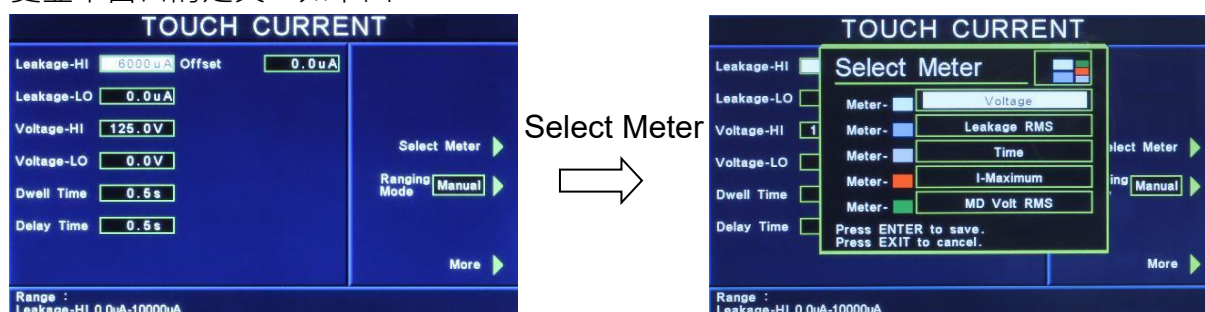 TOUCH CURRENT
Leakage-HI 6000uA Offset 0.0uA
Leakage-LO 0.0uA
Voltage-HI 125.0V
Voltage-LO 0.0V
Dwell Time 0.5s
Delay Time 0.5s
Select Meter
Ranging Mode Manual
More
Range :
Leakage-HI 0.0uA-10000uA
Select Meter
TOUCH CURRENT
Leakage-HI
Leakage-LO
Voltage-HI 1
Voltage-LO
Dwell Time
Delay Time
Select Meter
Meter- Voltage
Meter- Leakage RMS
Meter- Time
Meter- I-Maximum
Meter- MD Volt RMS
Press ENTER to save.
Press EXIT to cancel.
elect Meter
ing Manual
More
Range :
Leakage-HI 0.0uA-10000uA